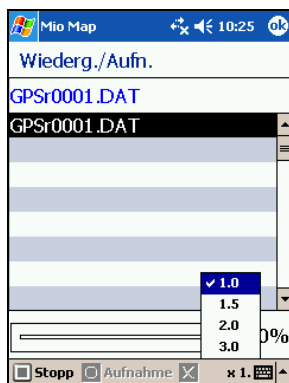 Mio Map 10:25 ok
Wiederg./Aufn.
GPSr0001.DAT
GPSr0001.DAT
✓ 1.0
1.5
2.0
3.0
0%
Stopp Aufnahme x 1.